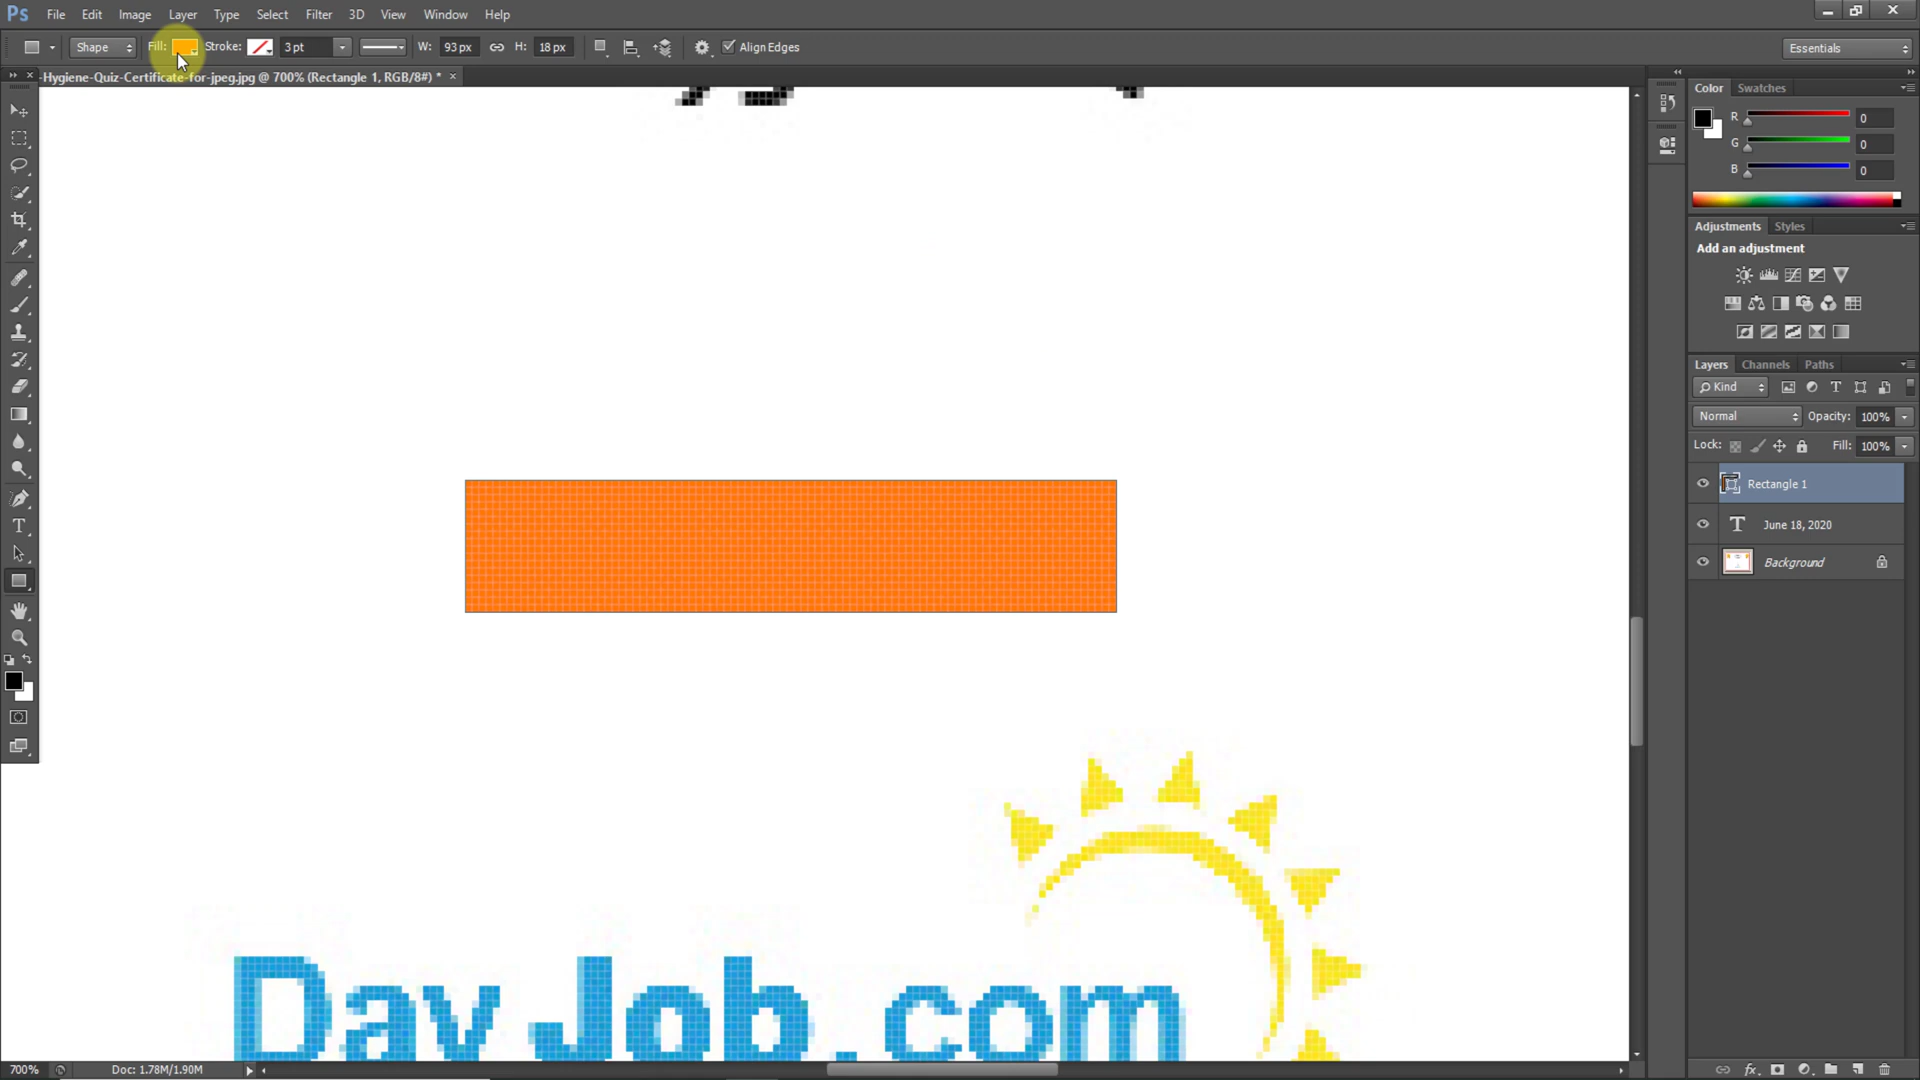 Ps File Edit Image Layer Type Select Filter 3D View Window Help
Shape Fill: Stroke: 3 pt W: 93 px H: 18 px Align Edges Essentials
-Hygiene-Quiz-Certificate-for-jpeg.jpg @ 700% (Rectangle 1, RGB/8#) * ×
Color Swatches
R 0
G 0
B 0
Adjustments Styles
Add an adjustment
Layers Channels Paths
Kind
Normal Opacity: 100%
Lock: Fill: 100%
Rectangle 1
T June 18, 2020
Background
DavJob.com
700% Doc: 1.78M/1.90M
fx